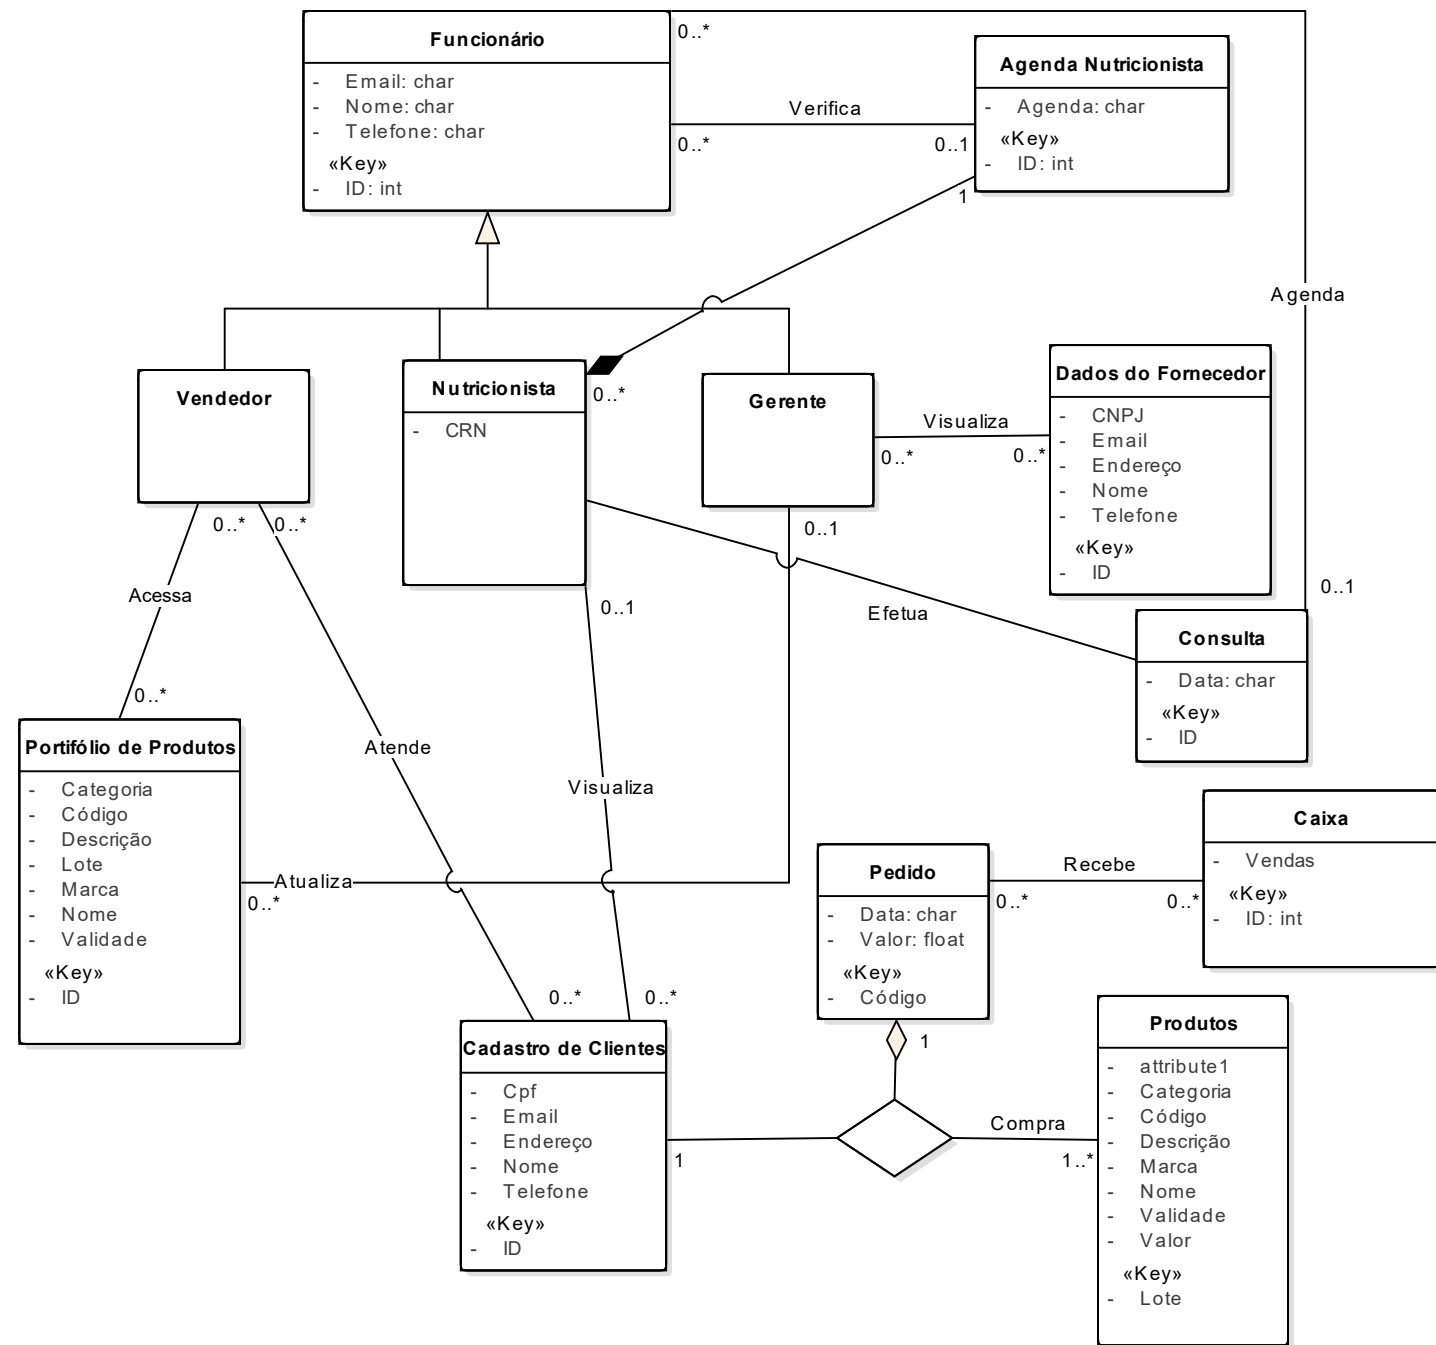 Funcionário
- Email: char
- Nome: char
- Telefone: char
«Key»
- ID: int
0..*
Agenda Nutricionista
- Agenda: char
«Key»
- ID: int
Verifica
0..*
0..1
1
Agenda
Vendedor
Nutricionista
- CRN
0..*
Gerente
Visualiza
0..*
0..*
Dados do Fornecedor
- CNPJ
- Email
- Endereço
- Nome
- Telefone
«Key»
- ID
0..*
0..*
0..1
Acessa
0..1
Efetua
0..1
Consulta
- Data: char
«Key»
- ID
0..*
Portifólio de Produtos
- Categoria
- Código
- Descrição
- Lote
- Marca
- Nome
- Validade
«Key»
- ID
Atende
Visualiza
Atualiza
0..*
Pedido
- Data: char
- Valor: float
«Key»
- Código
Recebe
0..*
0..*
Caixa
- Vendas
«Key»
- ID: int
0..*
0..*
Cadastro de Clientes
- Cpf
- Email
- Endereço
- Nome
- Telefone
«Key»
- ID
1
1
Compra
1..*
Produtos
- attribute1
- Categoria
- Código
- Descrição
- Marca
- Nome
- Validade
- Valor
«Key»
- Lote